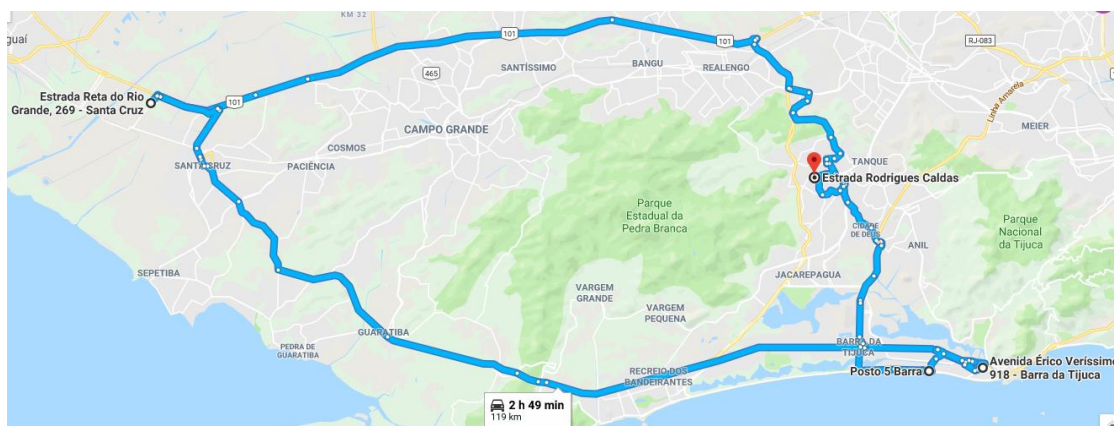 KM 32
guaí
101
101
RJ-083
BANGU
REALENGO
SANTÍSSIMO
465
Linha Amarela
Estrada Reta do Rio
Grande, 269 - Santa Cruz
101
MEIER
CAMPO GRANDE
COSMOS
SANTA CRUZ
PACIÊNCIA
TANQUE
Estrada Rodrigues Caldas
Parque
Estadual da
Pedra Branca
CIDADE
DE DEUS
ANIL
Parque
Nacional
da Tijuca
SEPETIBA
JACAREPAGUA
VARGEM
GRANDE
VARGEM
PEQUENA
GUARATIBA
PEDRA DE
GUARATIBA
BARRA DA
TIJUCA
RECREIO DOS
BANDEIRANTES
Posto 5 Barra
Avenida Érico Veríssimo
918 - Barra da Tijuca
2 h 49 min
119 km